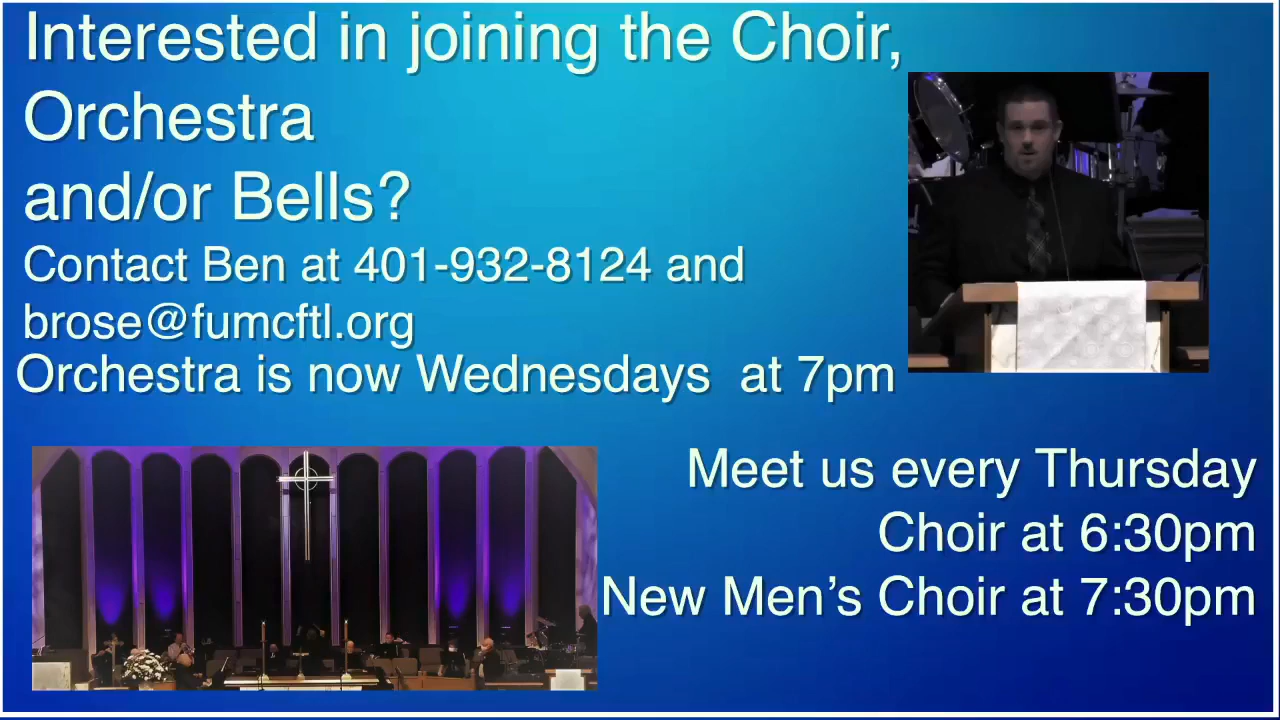 Interested in joining the Choir,
Orchestra
and/or Bells?
Contact Ben at 401-932-8124 and
brose@fumcftl.org
Orchestra is now Wednesdays  at 7pm
Meet us every Thursday
Choir at 6:30pm
New Men’s Choir at 7:30pm